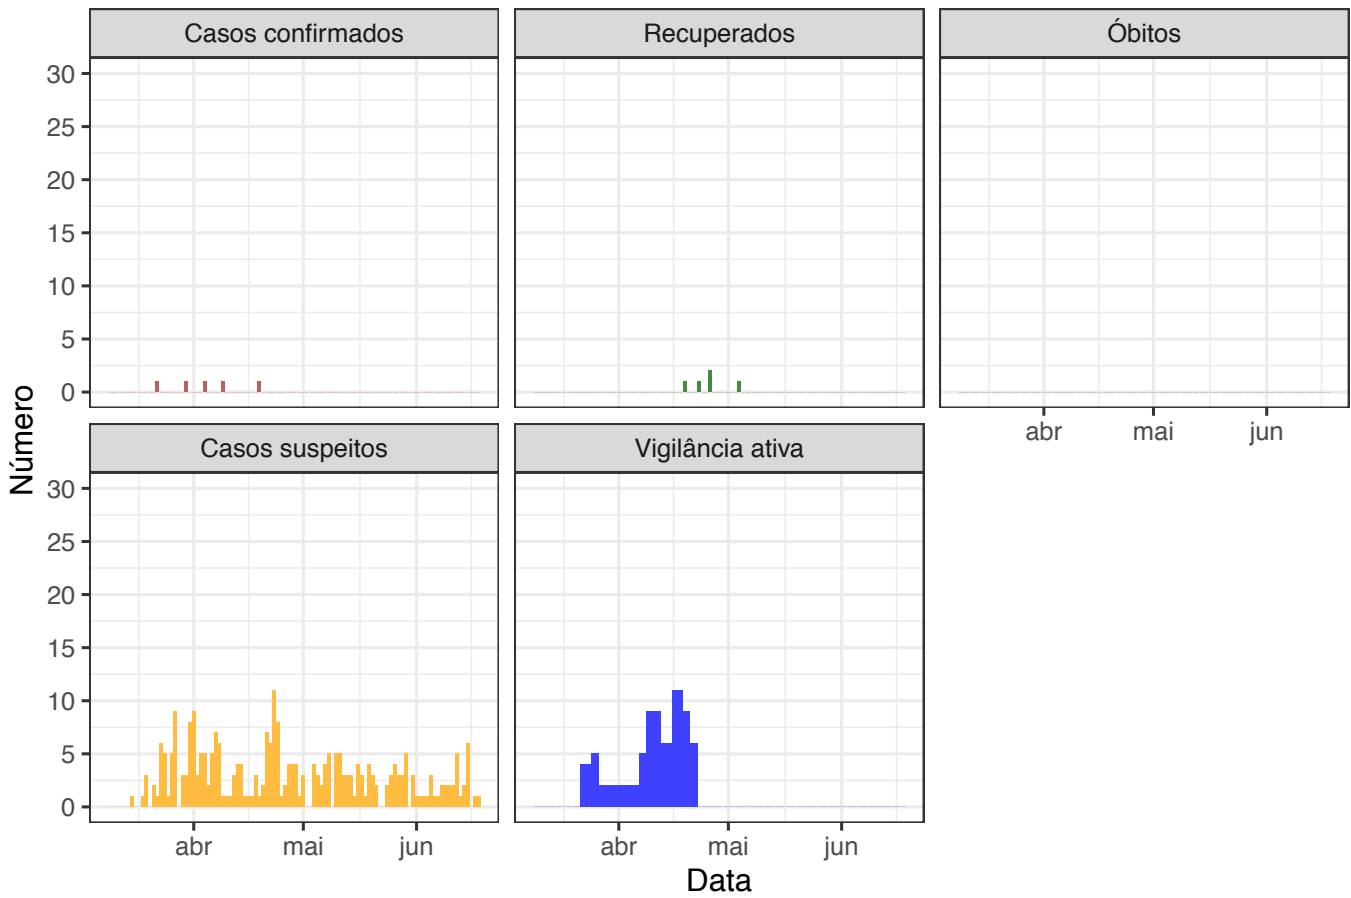 Casos confirmados
Recuperados
Óbitos
30
25
20
15
10
5
0
abr mai jun
Casos suspeitos
Vigilância ativa
30
25
20
15
10
5
0
abr mai jun
abr mai jun
Número
Data